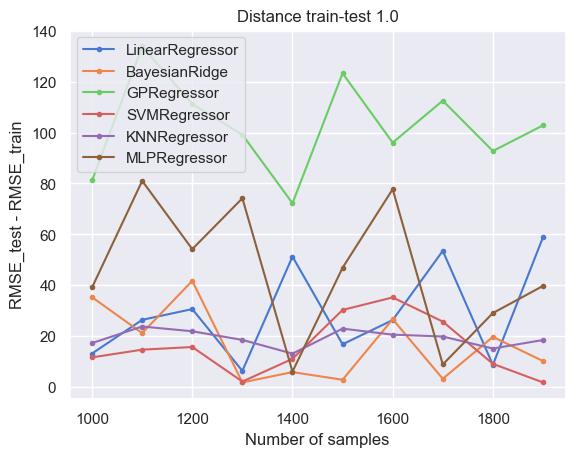 Distance train-test 1.0
RMSE_test - RMSE_train
140
120
100
80
60
40
20
0
LinearRegressor
BayesianRidge
GPRegressor
SVMRegressor
KNNRegressor
MLPRegressor
1000 1200 1400 1600 1800
Number of samples